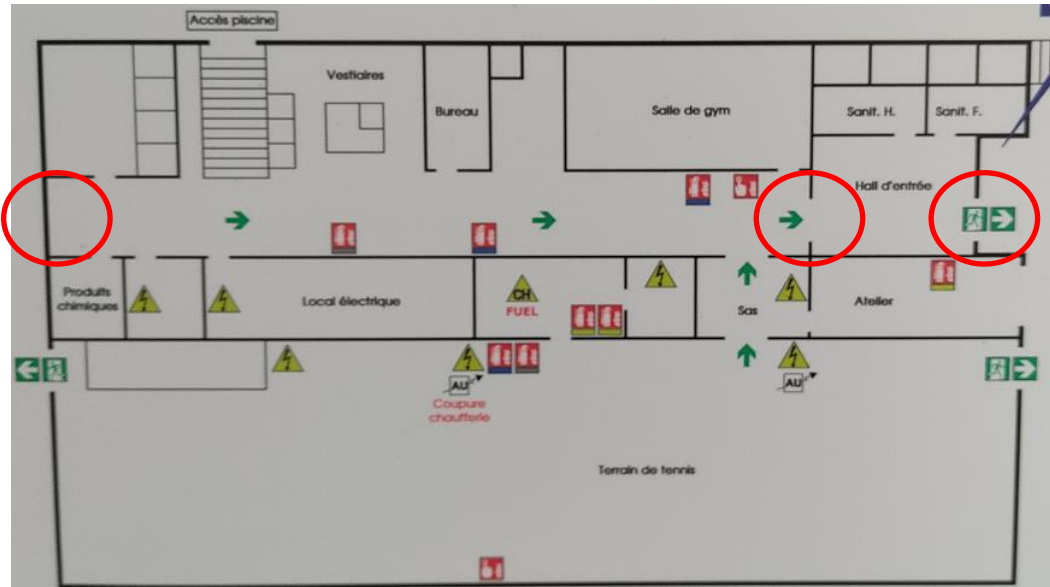 Accès piscine
Vestiaires
Bureau
Salle de gym
Sanit. H.
Sanit. F.
Hall d'entrée
Produits
chimiques
Local électrique
CH
FUEL
Sas
Atelier
AU
Coupure
chaufferie
AU
Terrain de tennis